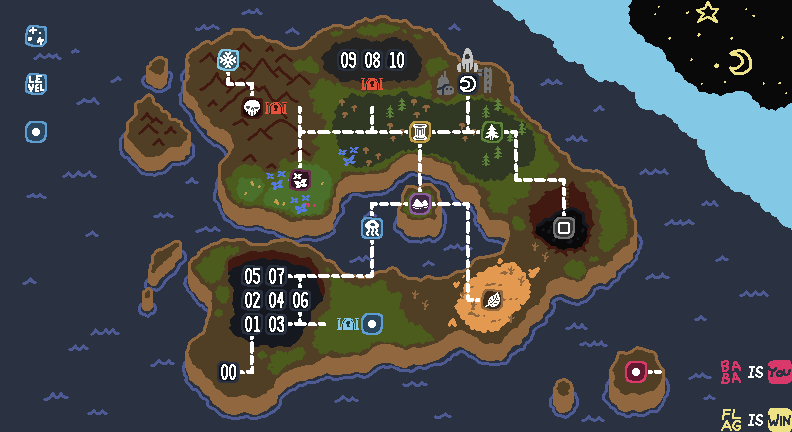 09 08 10
LE
VEL
05 07
02 04 06
01 03
00
BA
BA IS YOU
FL
AG IS WIN